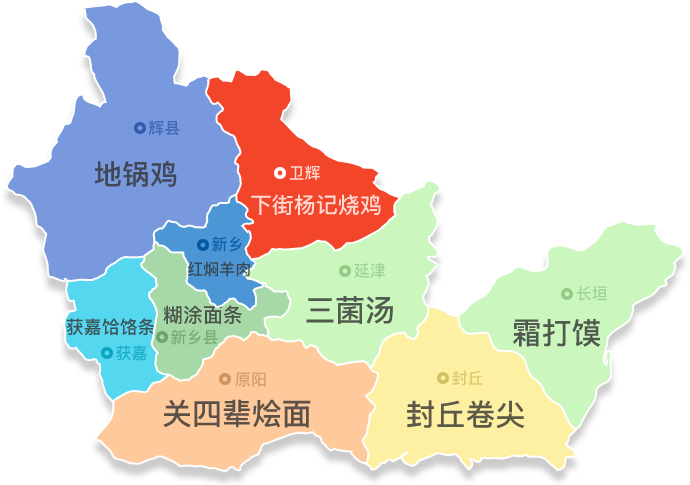 辉县
地锅鸡
卫辉
下街杨记烧鸡
新乡
红焖羊肉
延津
三菌汤
长垣
霜打馍
糊涂面条
新乡县
获嘉饸饹条
获嘉
原阳
关四辈烩面
封丘
封丘卷尖